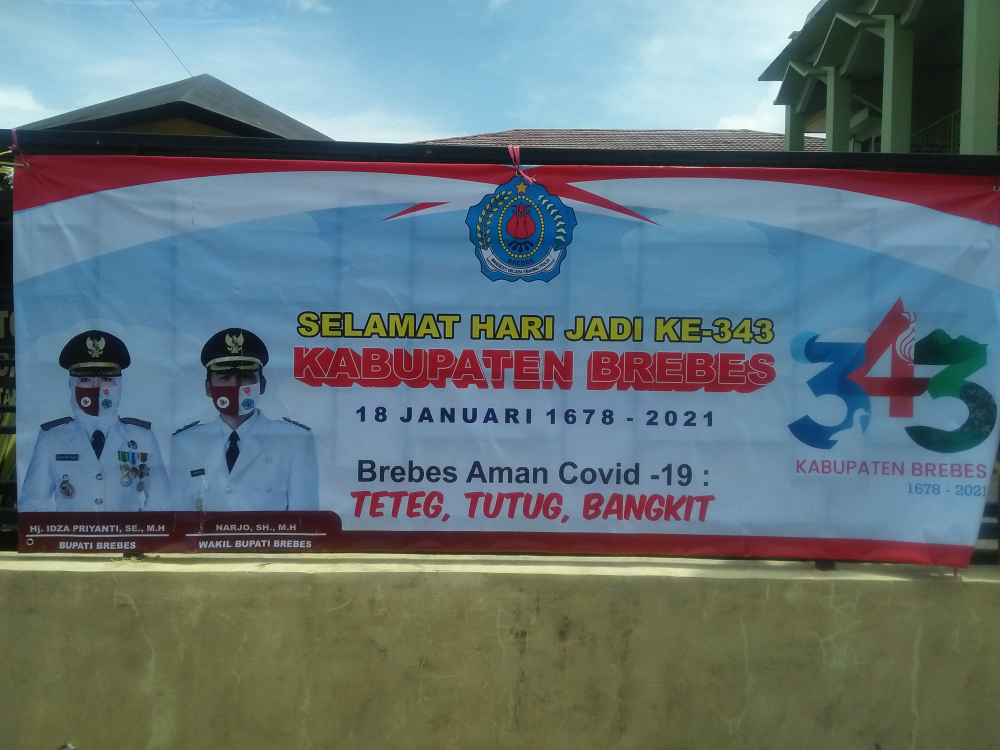 BREBES
SELAMAT HARI JADI KE-343
KABUPATEN BREBES
18 JANUARI 1678 - 2021
Brebes Aman Covid -19 :
TETEG, TUTUG, BANGKIT
343
KABUPATEN BREBES
1678 - 2021
Hj. IDZA PRIYANTI, SE., M.H
BUPATI BREBES
NARJO, SH., M.H
WAKIL BUPATI BREBES